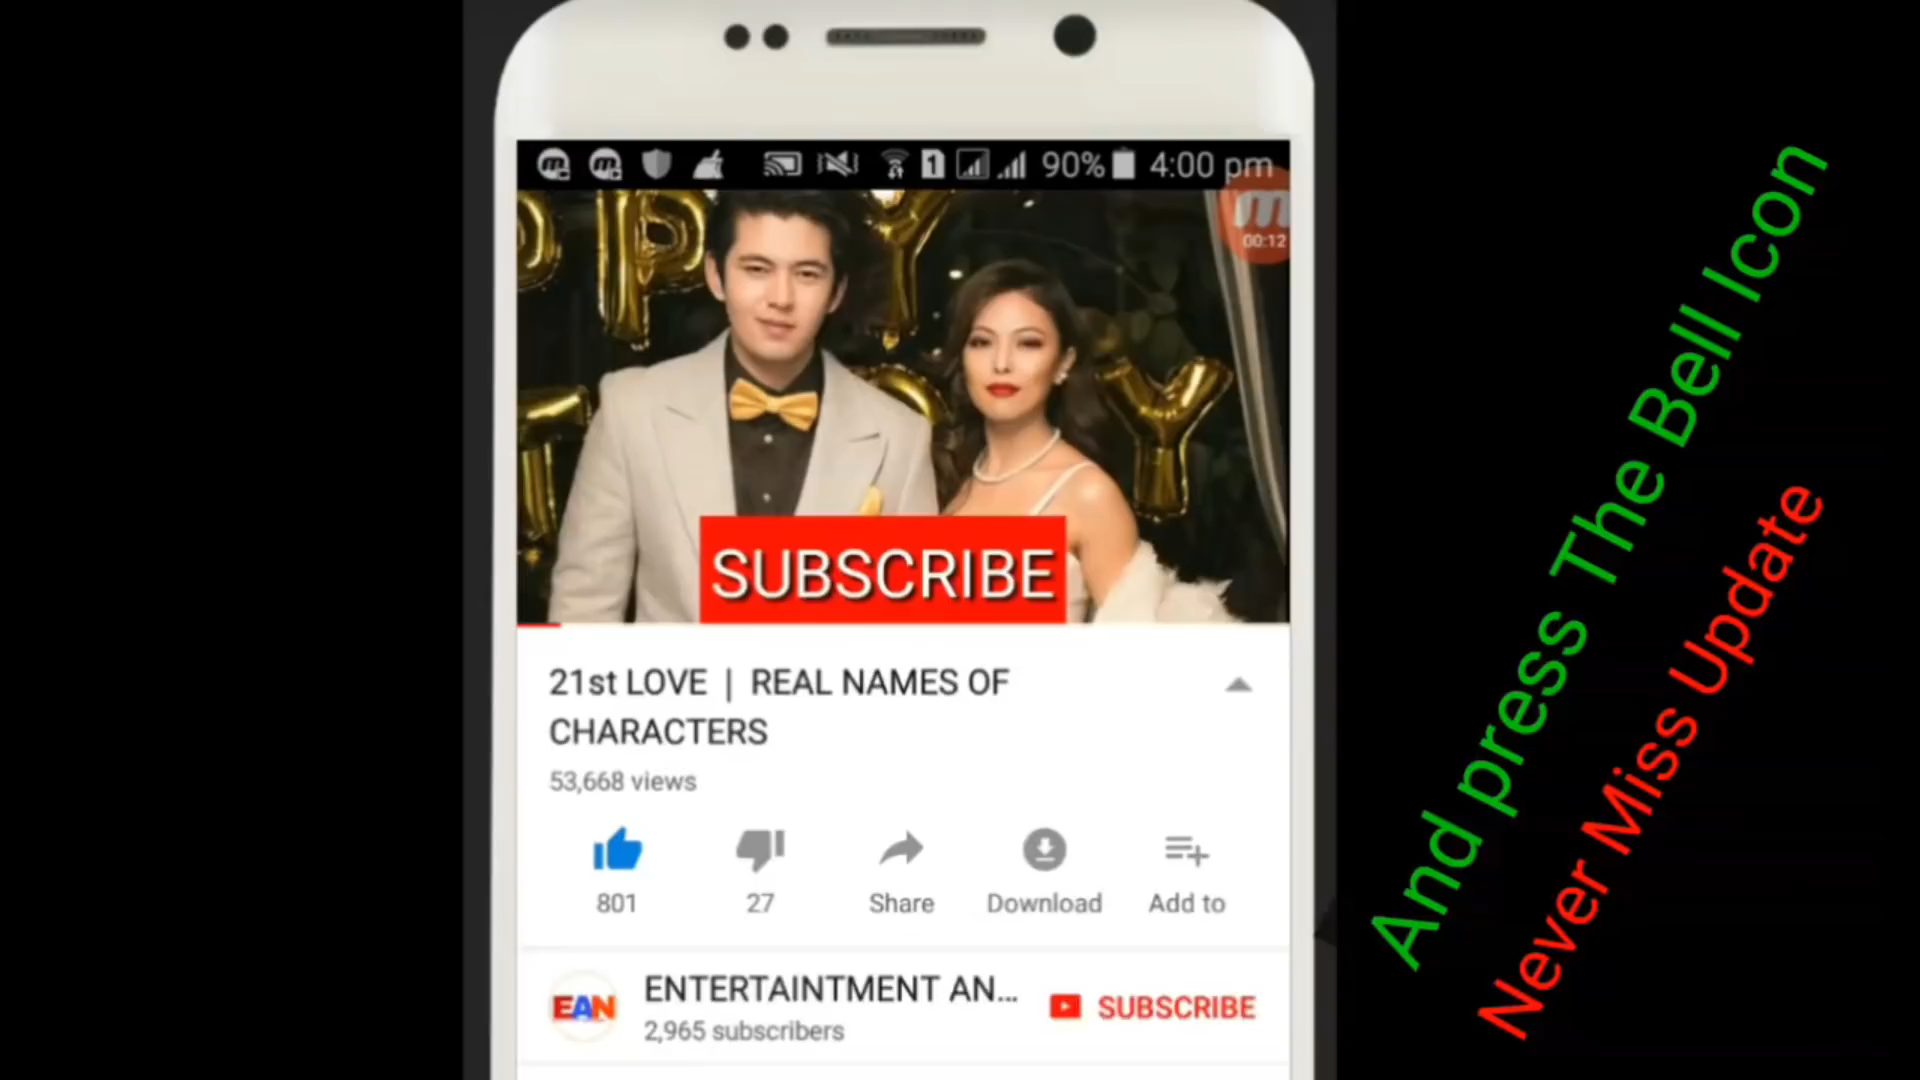 1 90% 4:00 pm
00:12
SUBSCRIBE
21st LOVE | REAL NAMES OF
CHARACTERS
53,668 views
801 27 Share Download Add to
EAN ENTERTAINTMENT AN... SUBSCRIBE
2,965 subscribers
And press The Bell Icon
Never Miss Update